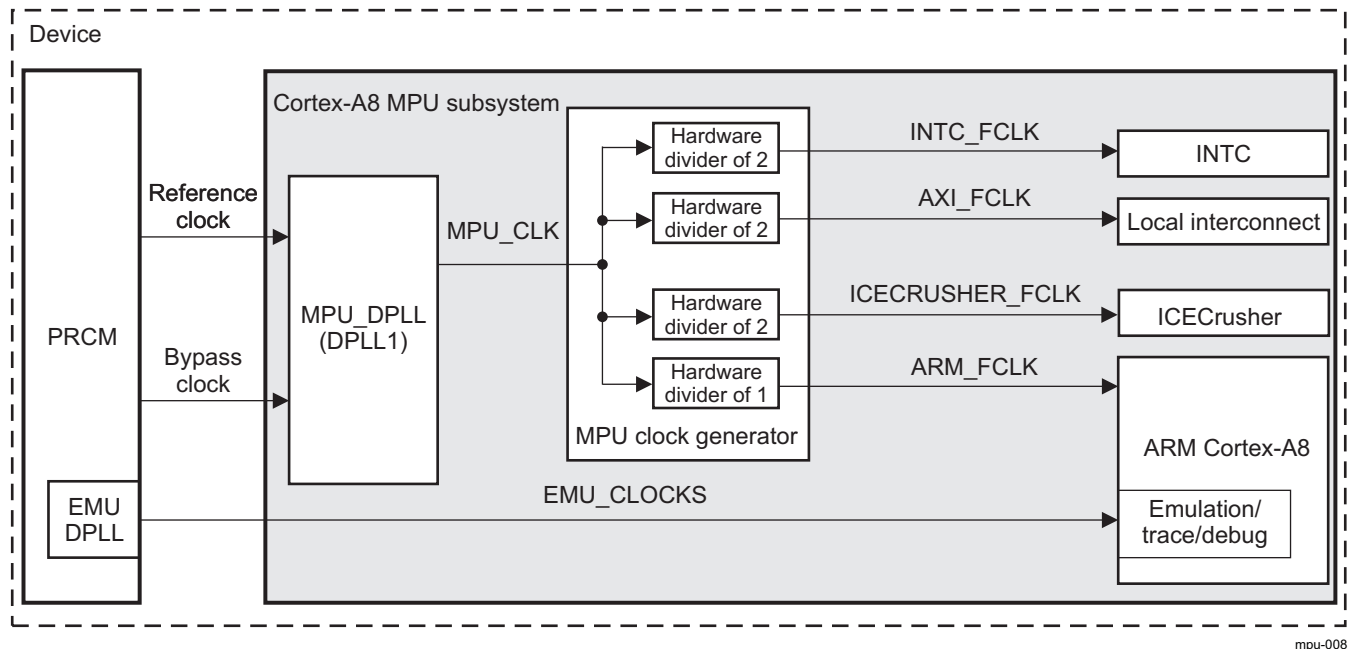 Device
Cortex-A8 MPU subsystem
PRCM
Reference
clock
Bypass
clock
EMU
DPLL
MPU_DPLL
(DPLL1)
MPU_CLK
Hardware
divider of 2
Hardware
divider of 2
Hardware
divider of 2
Hardware
divider of 1
MPU clock generator
INTC_FCLK
AXI_FCLK
ICECRUSHER_FCLK
ARM_FCLK
EMU_CLOCKS
INTC
Local interconnect
ICECrusher
ARM Cortex-A8
Emulation/
trace/debug
mpu-008